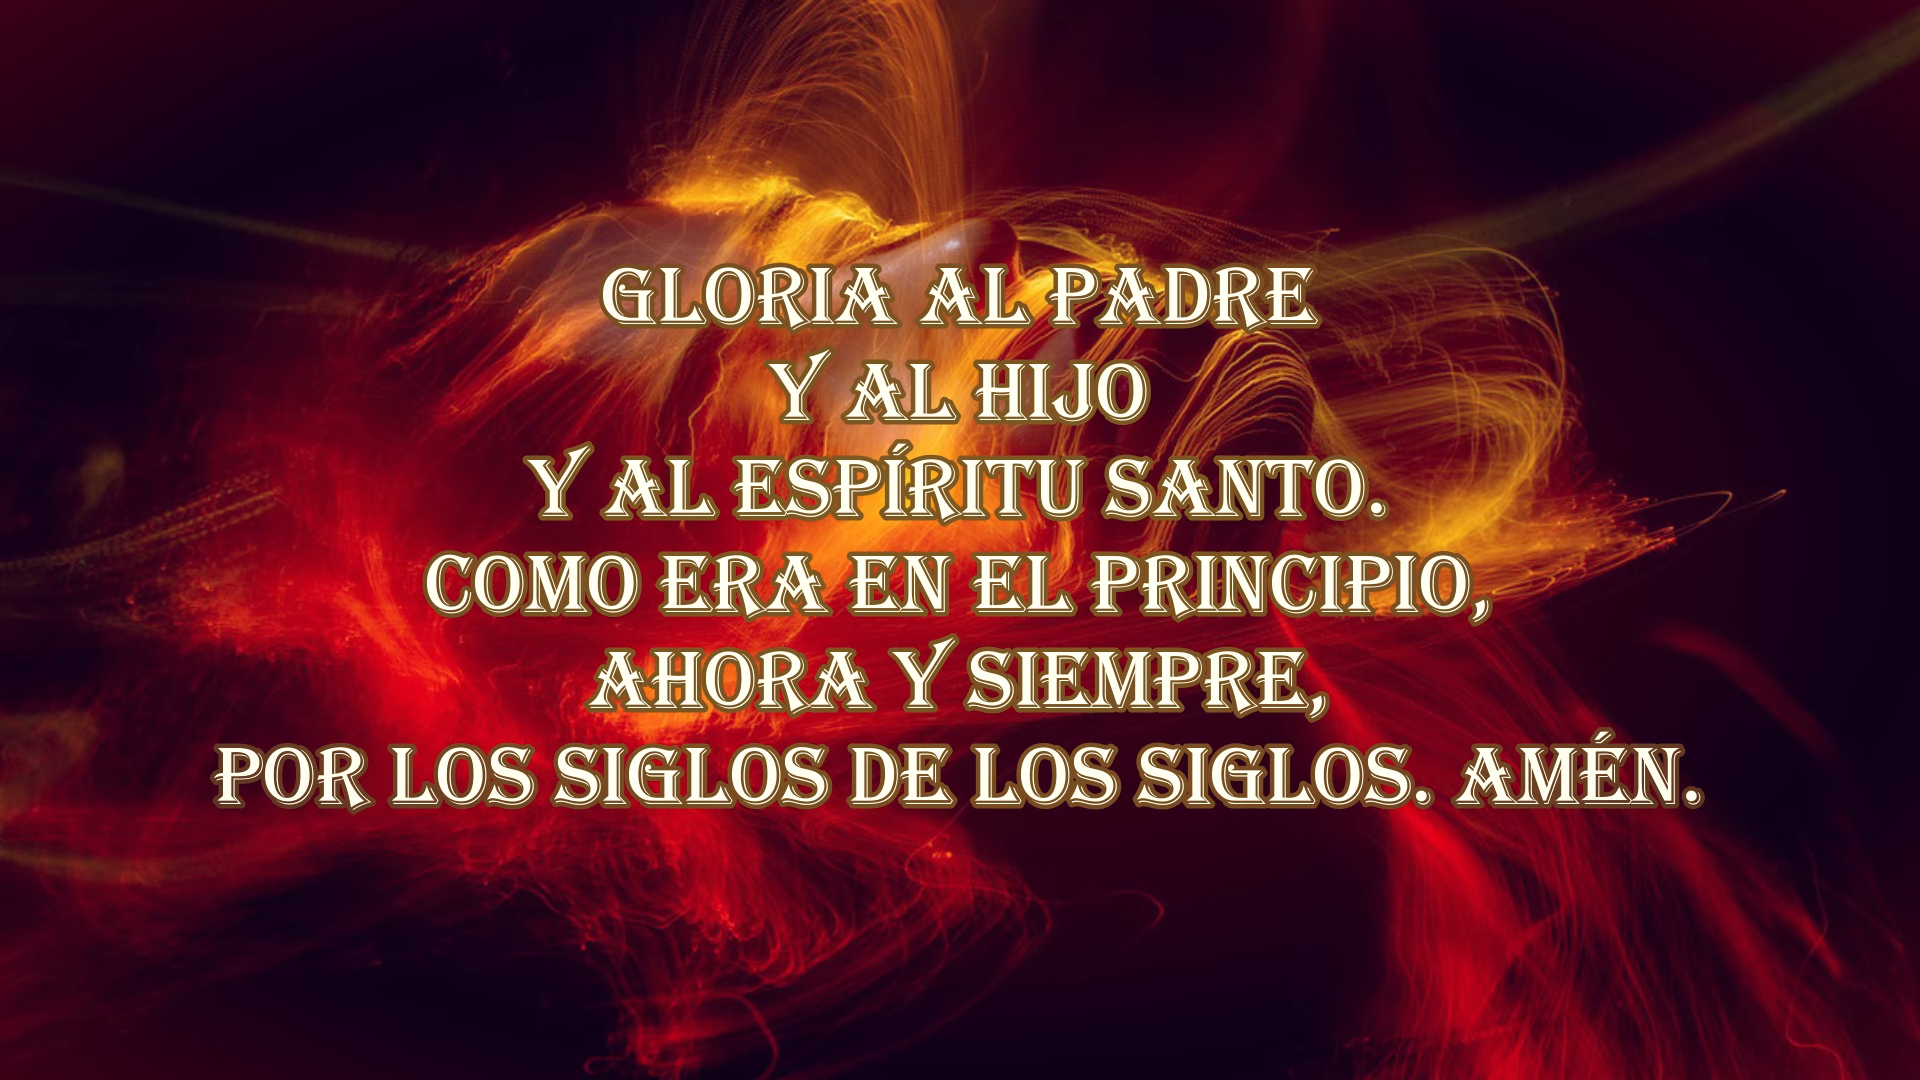 GLORIA AL PADRE
Y AL HIJO
Y AL ESPÍRITU SANTO.
COMO ERA EN EL PRINCIPIO,
AHORA Y SIEMPRE,
POR LOS SIGLOS DE LOS SIGLOS. AMÉN.